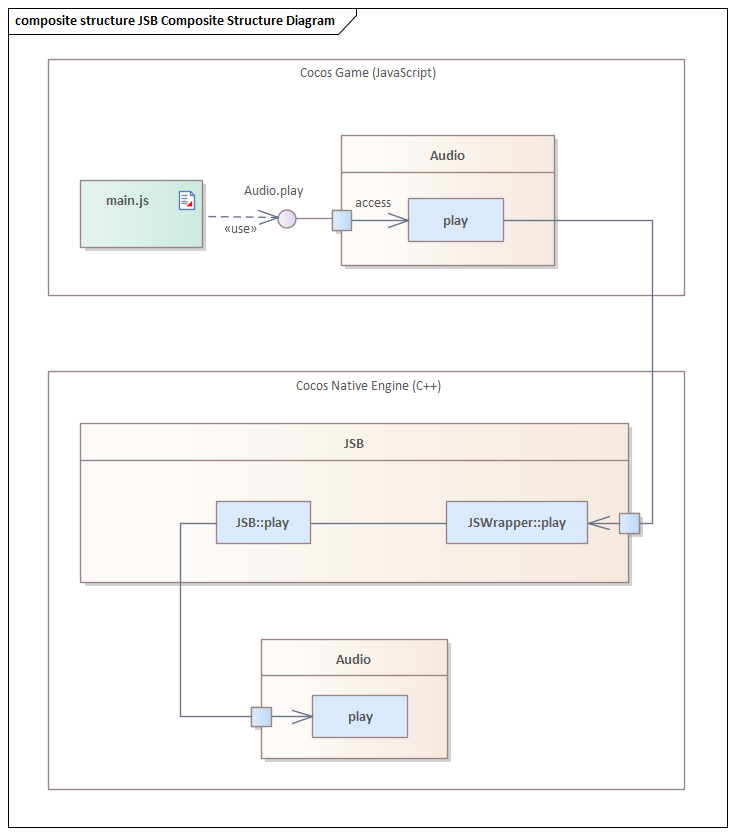 composite structure JSB Composite Structure Diagram
Cocos Game (JavaScript)
Audio
main.js
Audio.play
«use»
access
play
Cocos Native Engine (C++)
JSB
JSB::play
JSWrapper::play
Audio
play